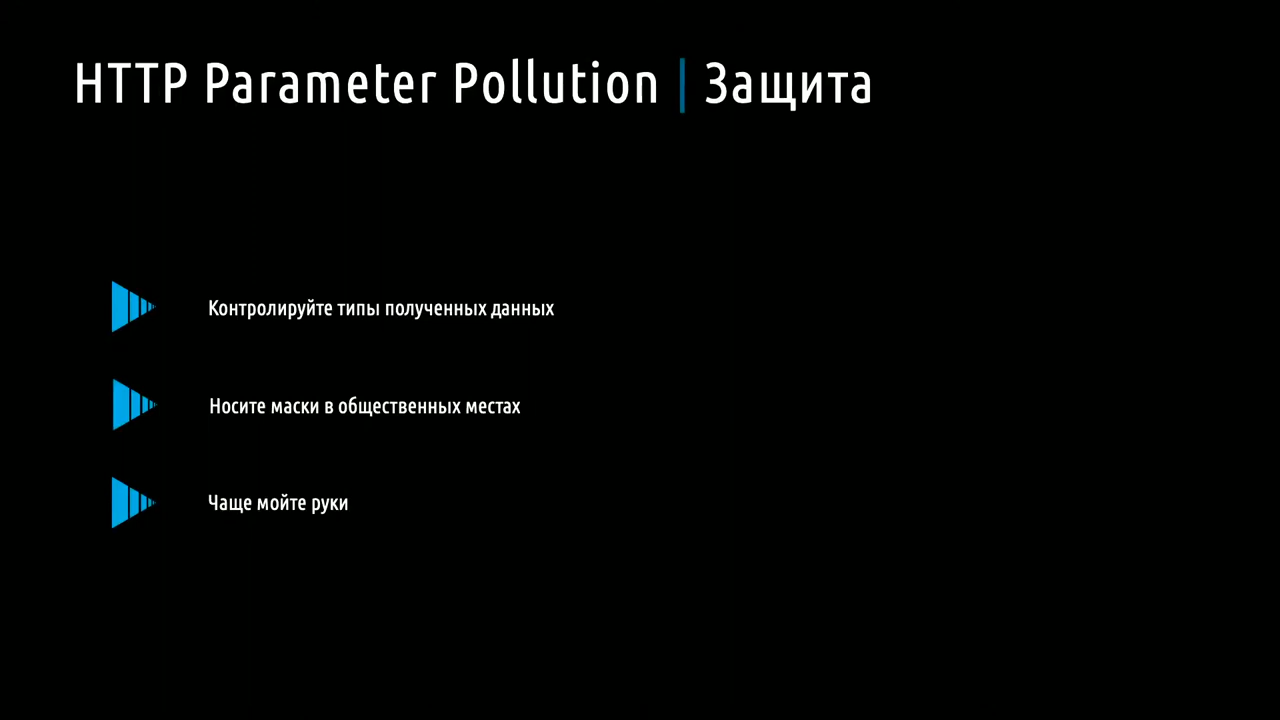 HTTP Parameter Pollution | Защита
Контролируйте типы полученных данных
Носите маски в общественных местах
Чаще мойте руки